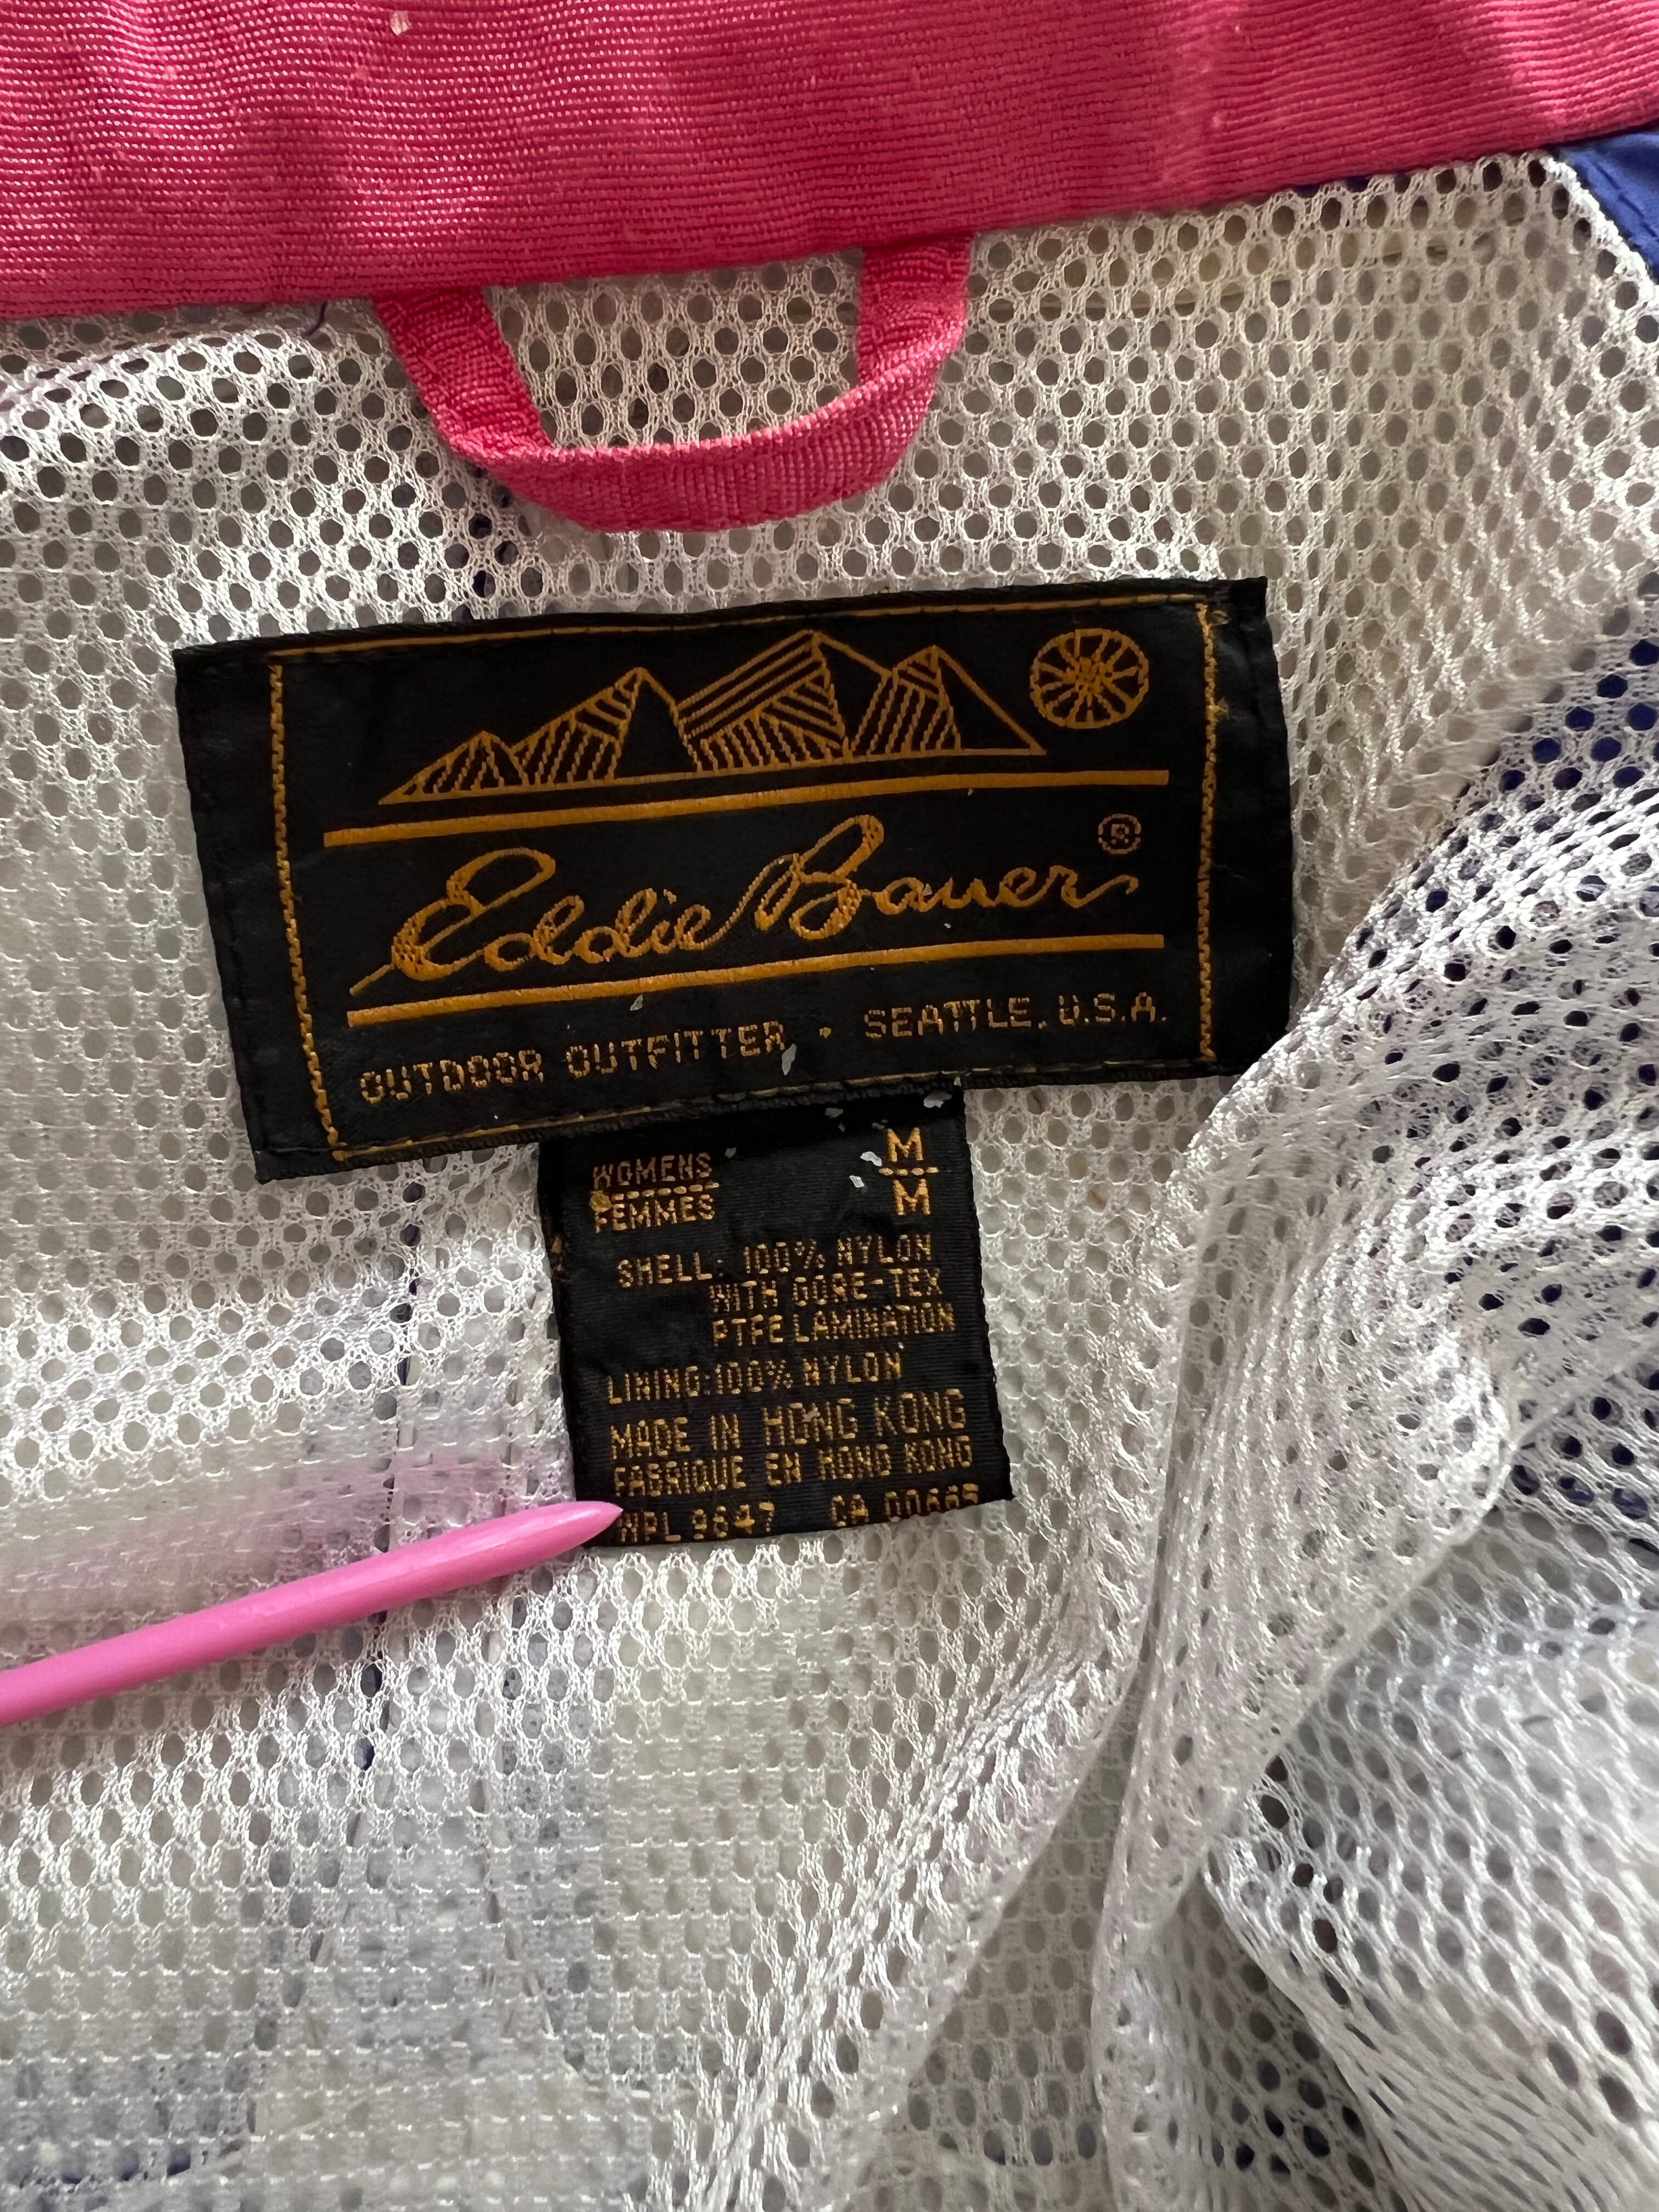 Eddie Bauer®
OUTDOOR OUTFITTER • SEATTLE, U.S.A.
WOMENS M
FEMMES M
SHELL: 100% NYLON
WITH GORE-TEX
PTFE LAMINATION
LINING: 100% NYLON
MADE IN HONG KONG
FABRIQUE EN HONG KONG
WPL 9647 CA 00665